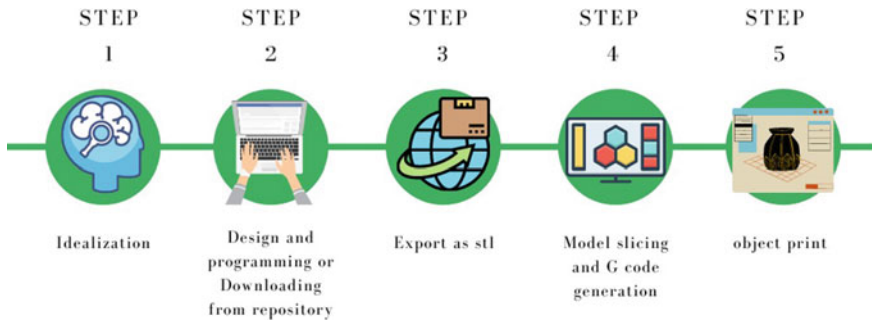 STEP
1
STEP
2
STEP
3
STEP
4
STEP
5
Idealization
Design and
programming or
Downloading
from repository
Export as stl
Model slicing
and G code
generation
object print